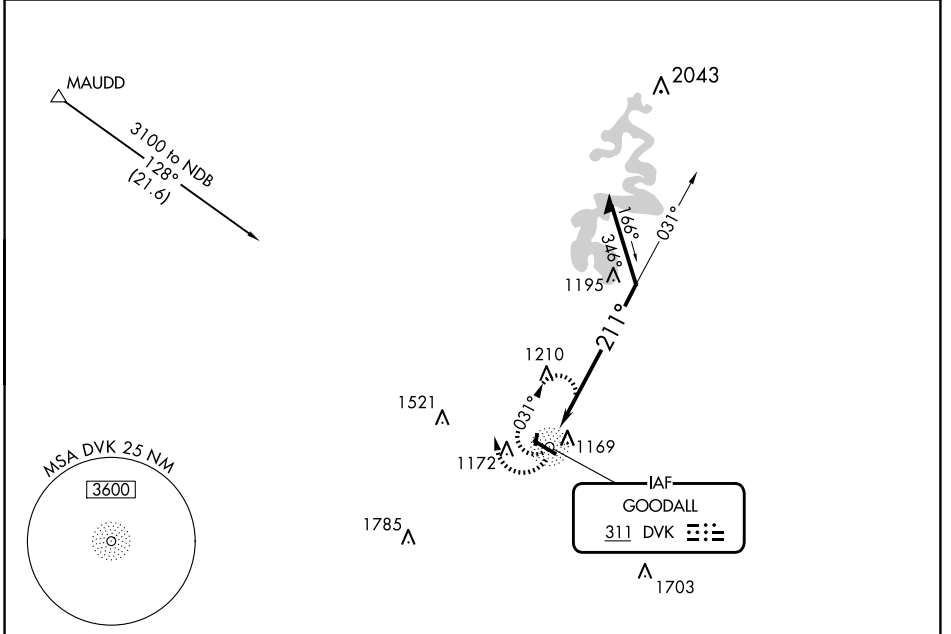 MAUDD
3100 to NDB
128°
(21.6)
2043
031°
166°
346°
1195
211°
1210
031°
1521
1169
1172
MSA DVK 25 NM
3600
IAF
GOODALL
311 DVK
1785
1703